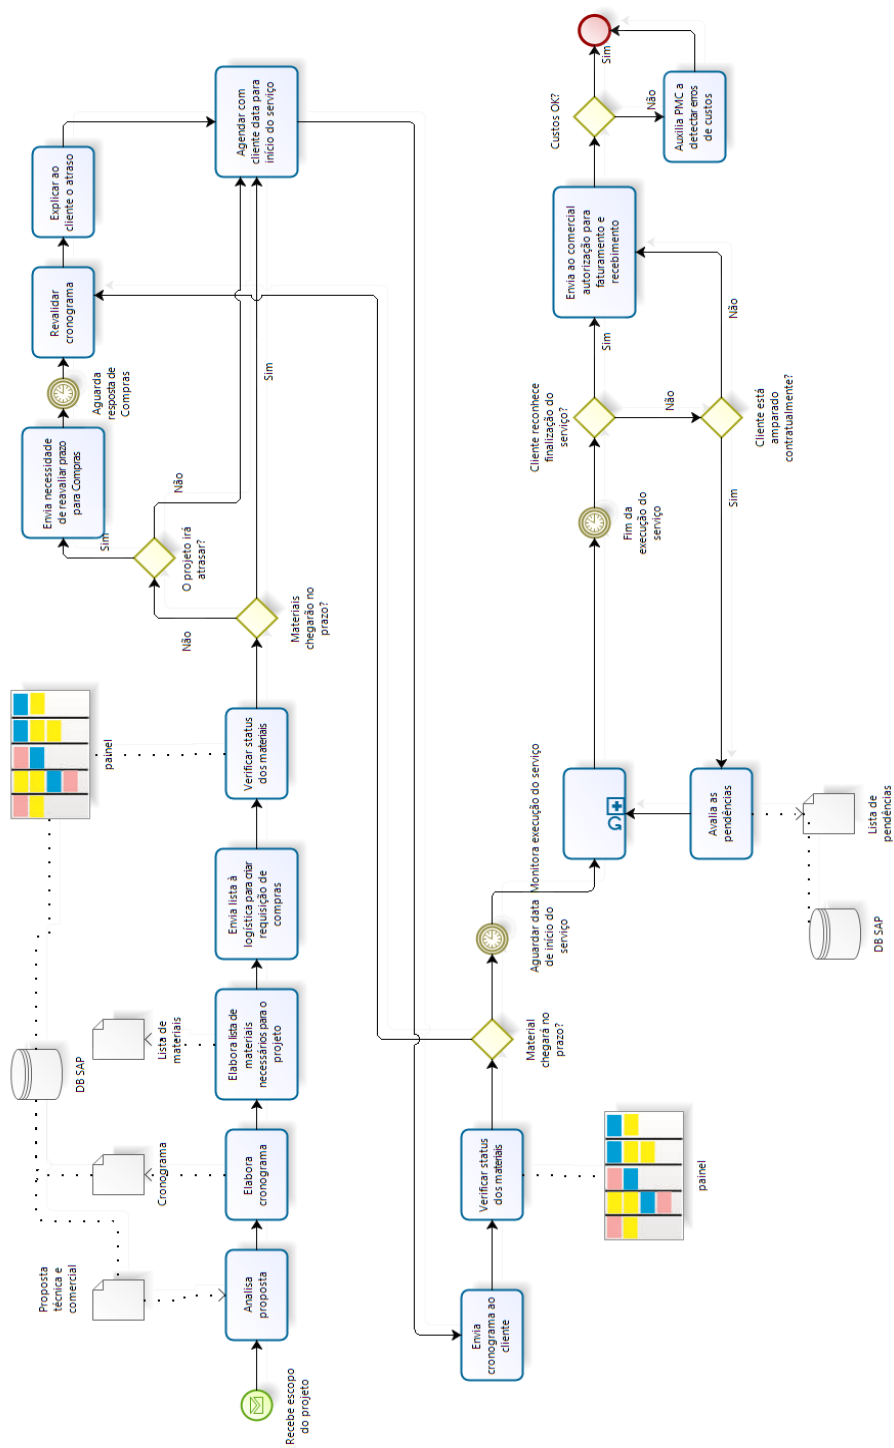 Recebe escopo
do projeto
Proposta
técnica e
comercial
Analisa
proposta
Cronograma
Elabora
cronograma
DB SAP
Lista de
materiais
Elabora lista de
materiais
necessários para o
projeto
Envia lista à
logística para criar
requisição de
compras
painel
Verificar status
dos materiais
Materiais
chegarão no
prazo?
Não
Sim
O projeto irá
atrasar?
Sim
Não
Envia necessidade
de reavaliar prazo
para Compras
Aguarda
resposta de
Compras
Revalidar
cronograma
Explicar ao
cliente o atraso
Agendar com
cliente data para
início do serviço
Envia
cronograma ao
cliente
Verificar status
dos materiais
painel
Material
chegará no
prazo?
Aguardar data
de início do
serviço
Monitora execução do serviço
Fim da
execução do
serviço
Cliente reconhece
finalização do
serviço?
Sim
Não
Cliente está
amparado
contratualmente?
Sim
Não
Avalia as
pendências
Lista de
pendências
DB SAP
Envia ao comercial
autorização para
faturamento e
recebimento
Custos OK?
Sim
Não
Auxilia PMC a
detectar erros
de custos